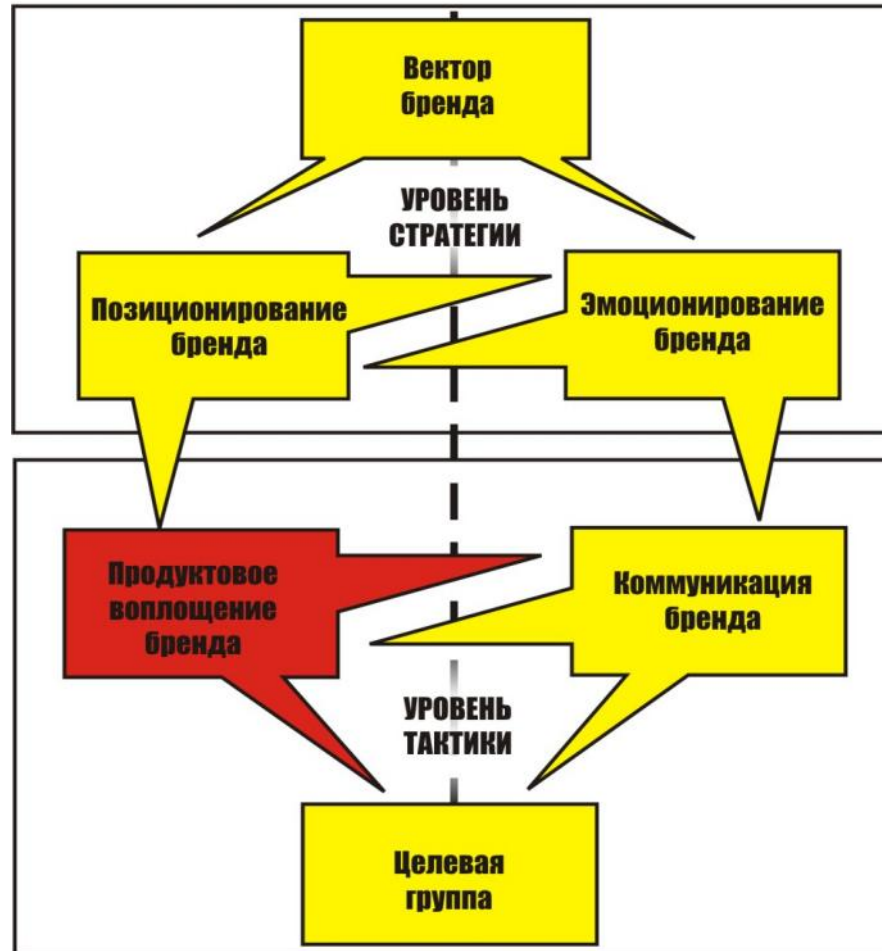 Вектор
бренда
УРОВЕНЬ
СТРАТЕГИИ
Позиционирование
бренда
Эмоционирование
бренда
Продуктовое
воплощение
бренда
Коммуникация
бренда
УРОВЕНЬ
ТАКТИКИ
Целевая
группа